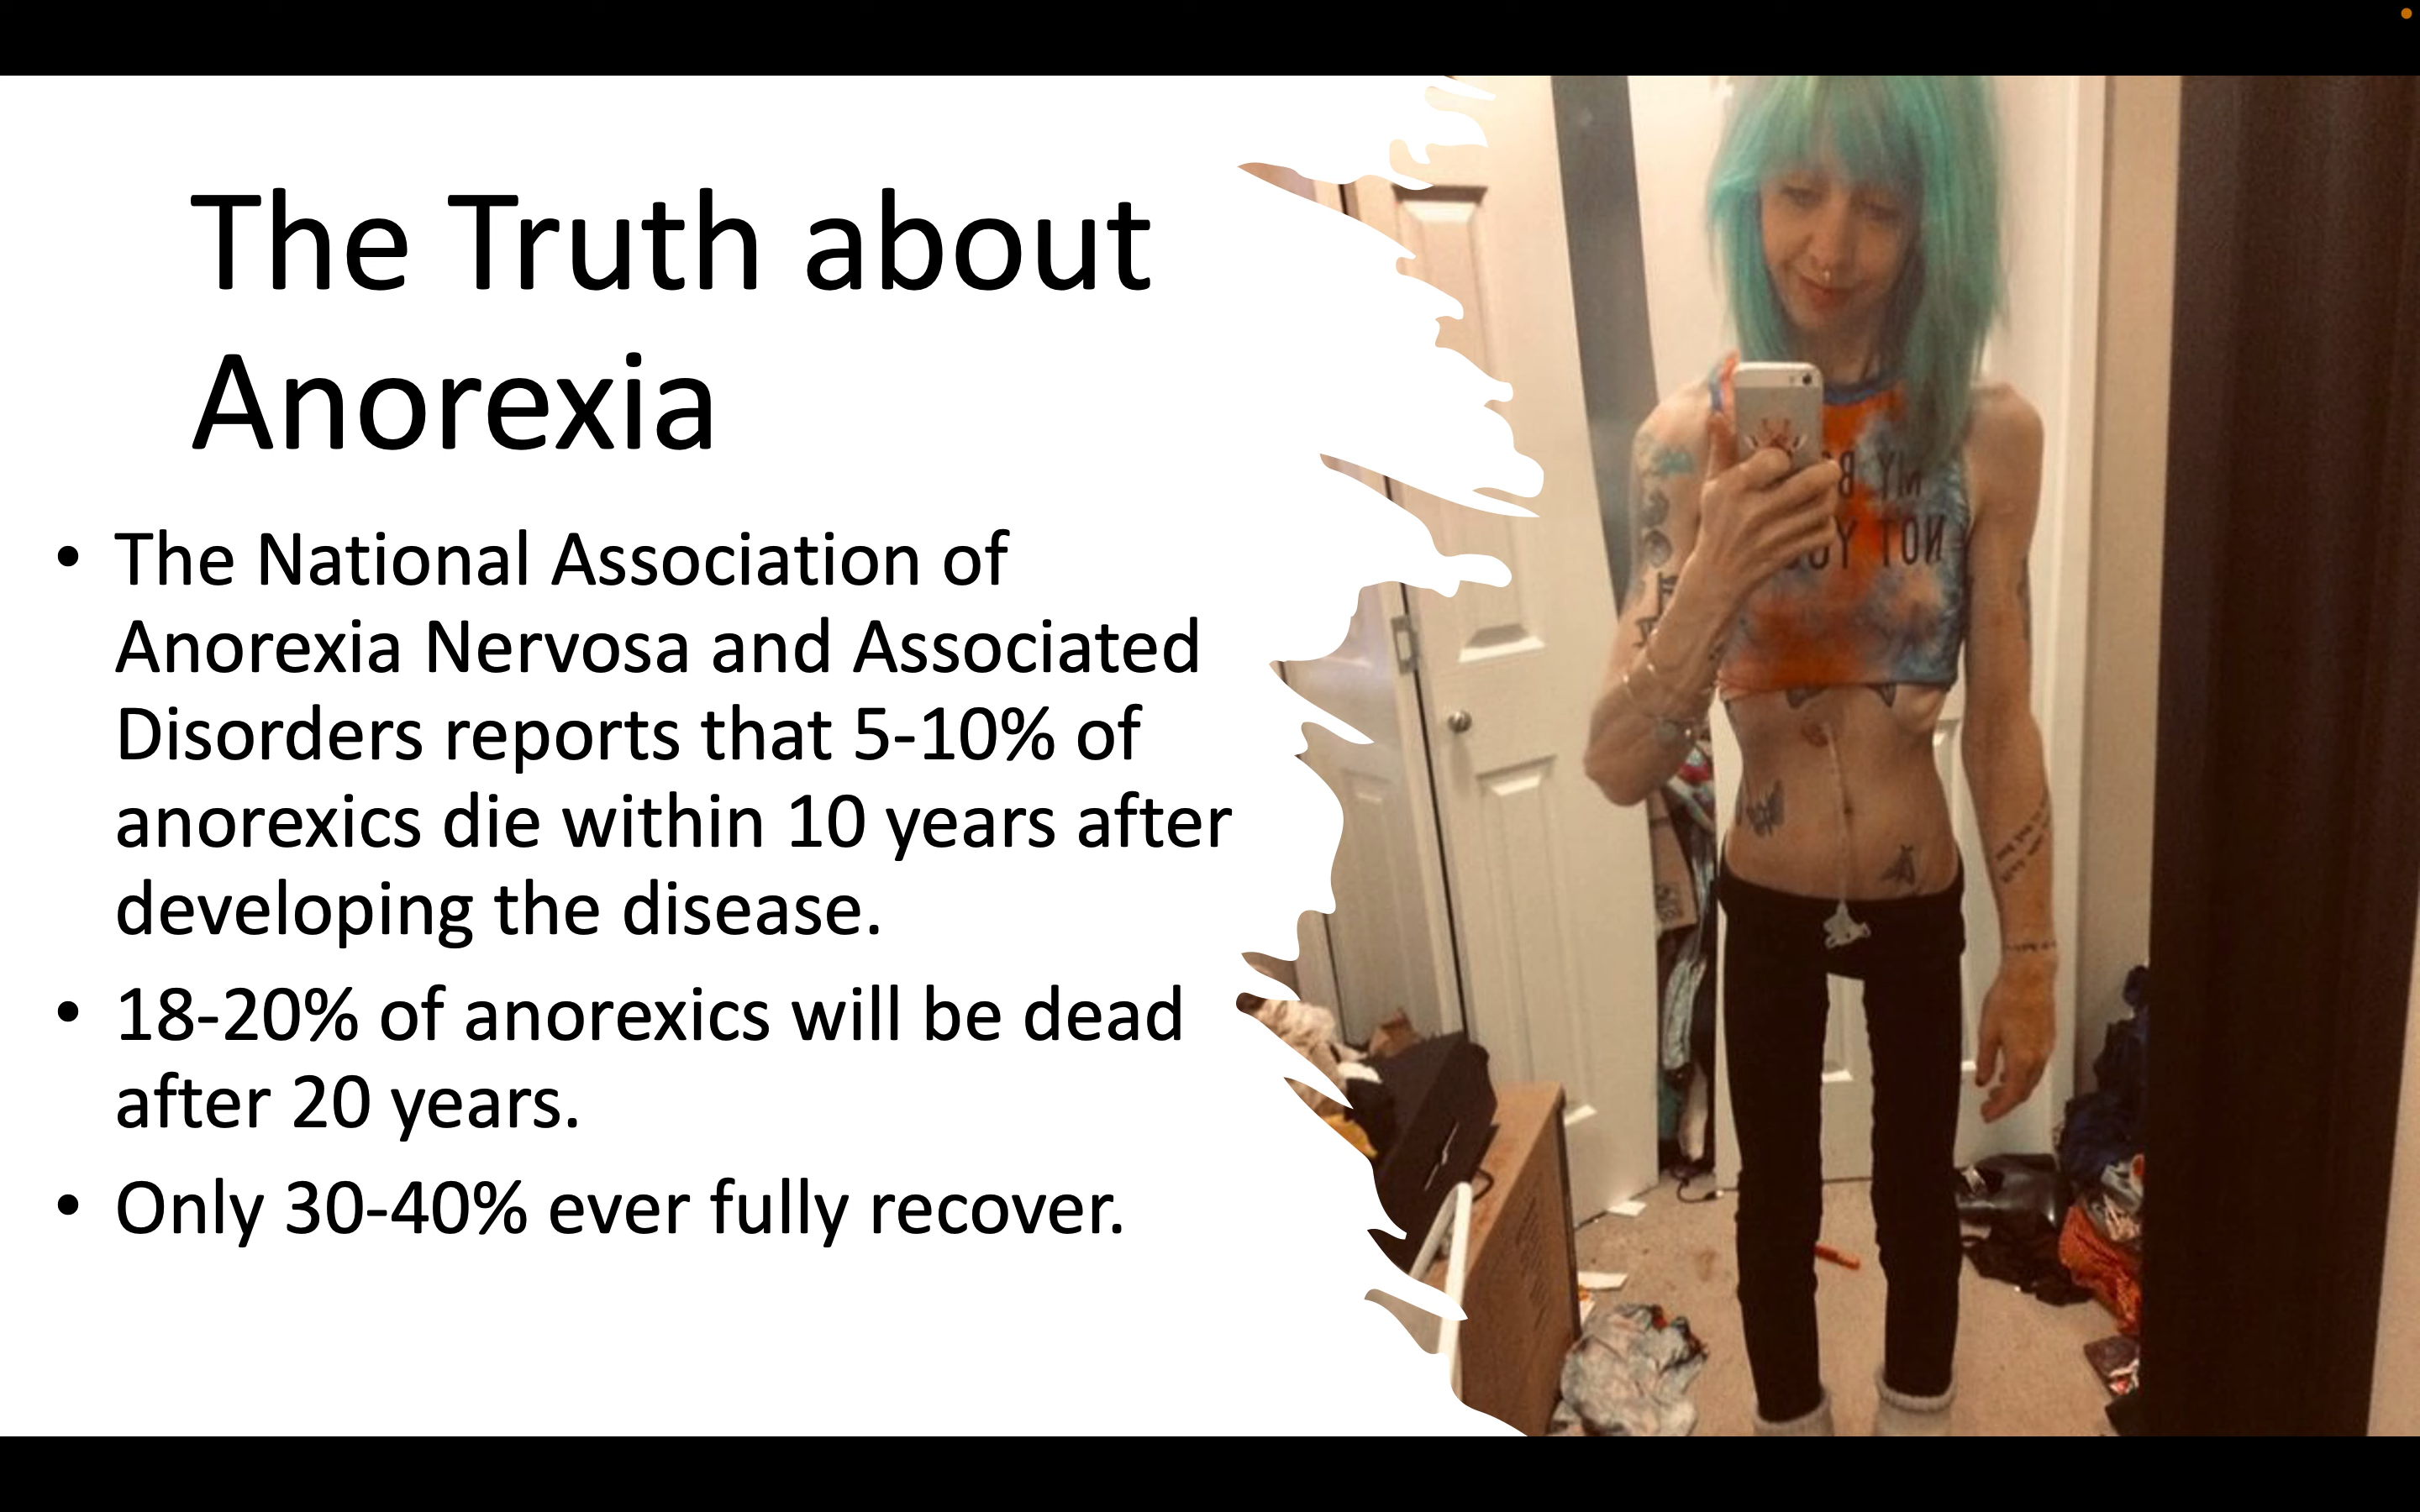 The Truth about
Anorexia
• The National Association of
Anorexia Nervosa and Associated
Disorders reports that 5-10% of
anorexics die within 10 years after
developing the disease.
• 18-20% of anorexics will be dead
after 20 years.
• Only 30-40% ever fully recover.
MY
NOT